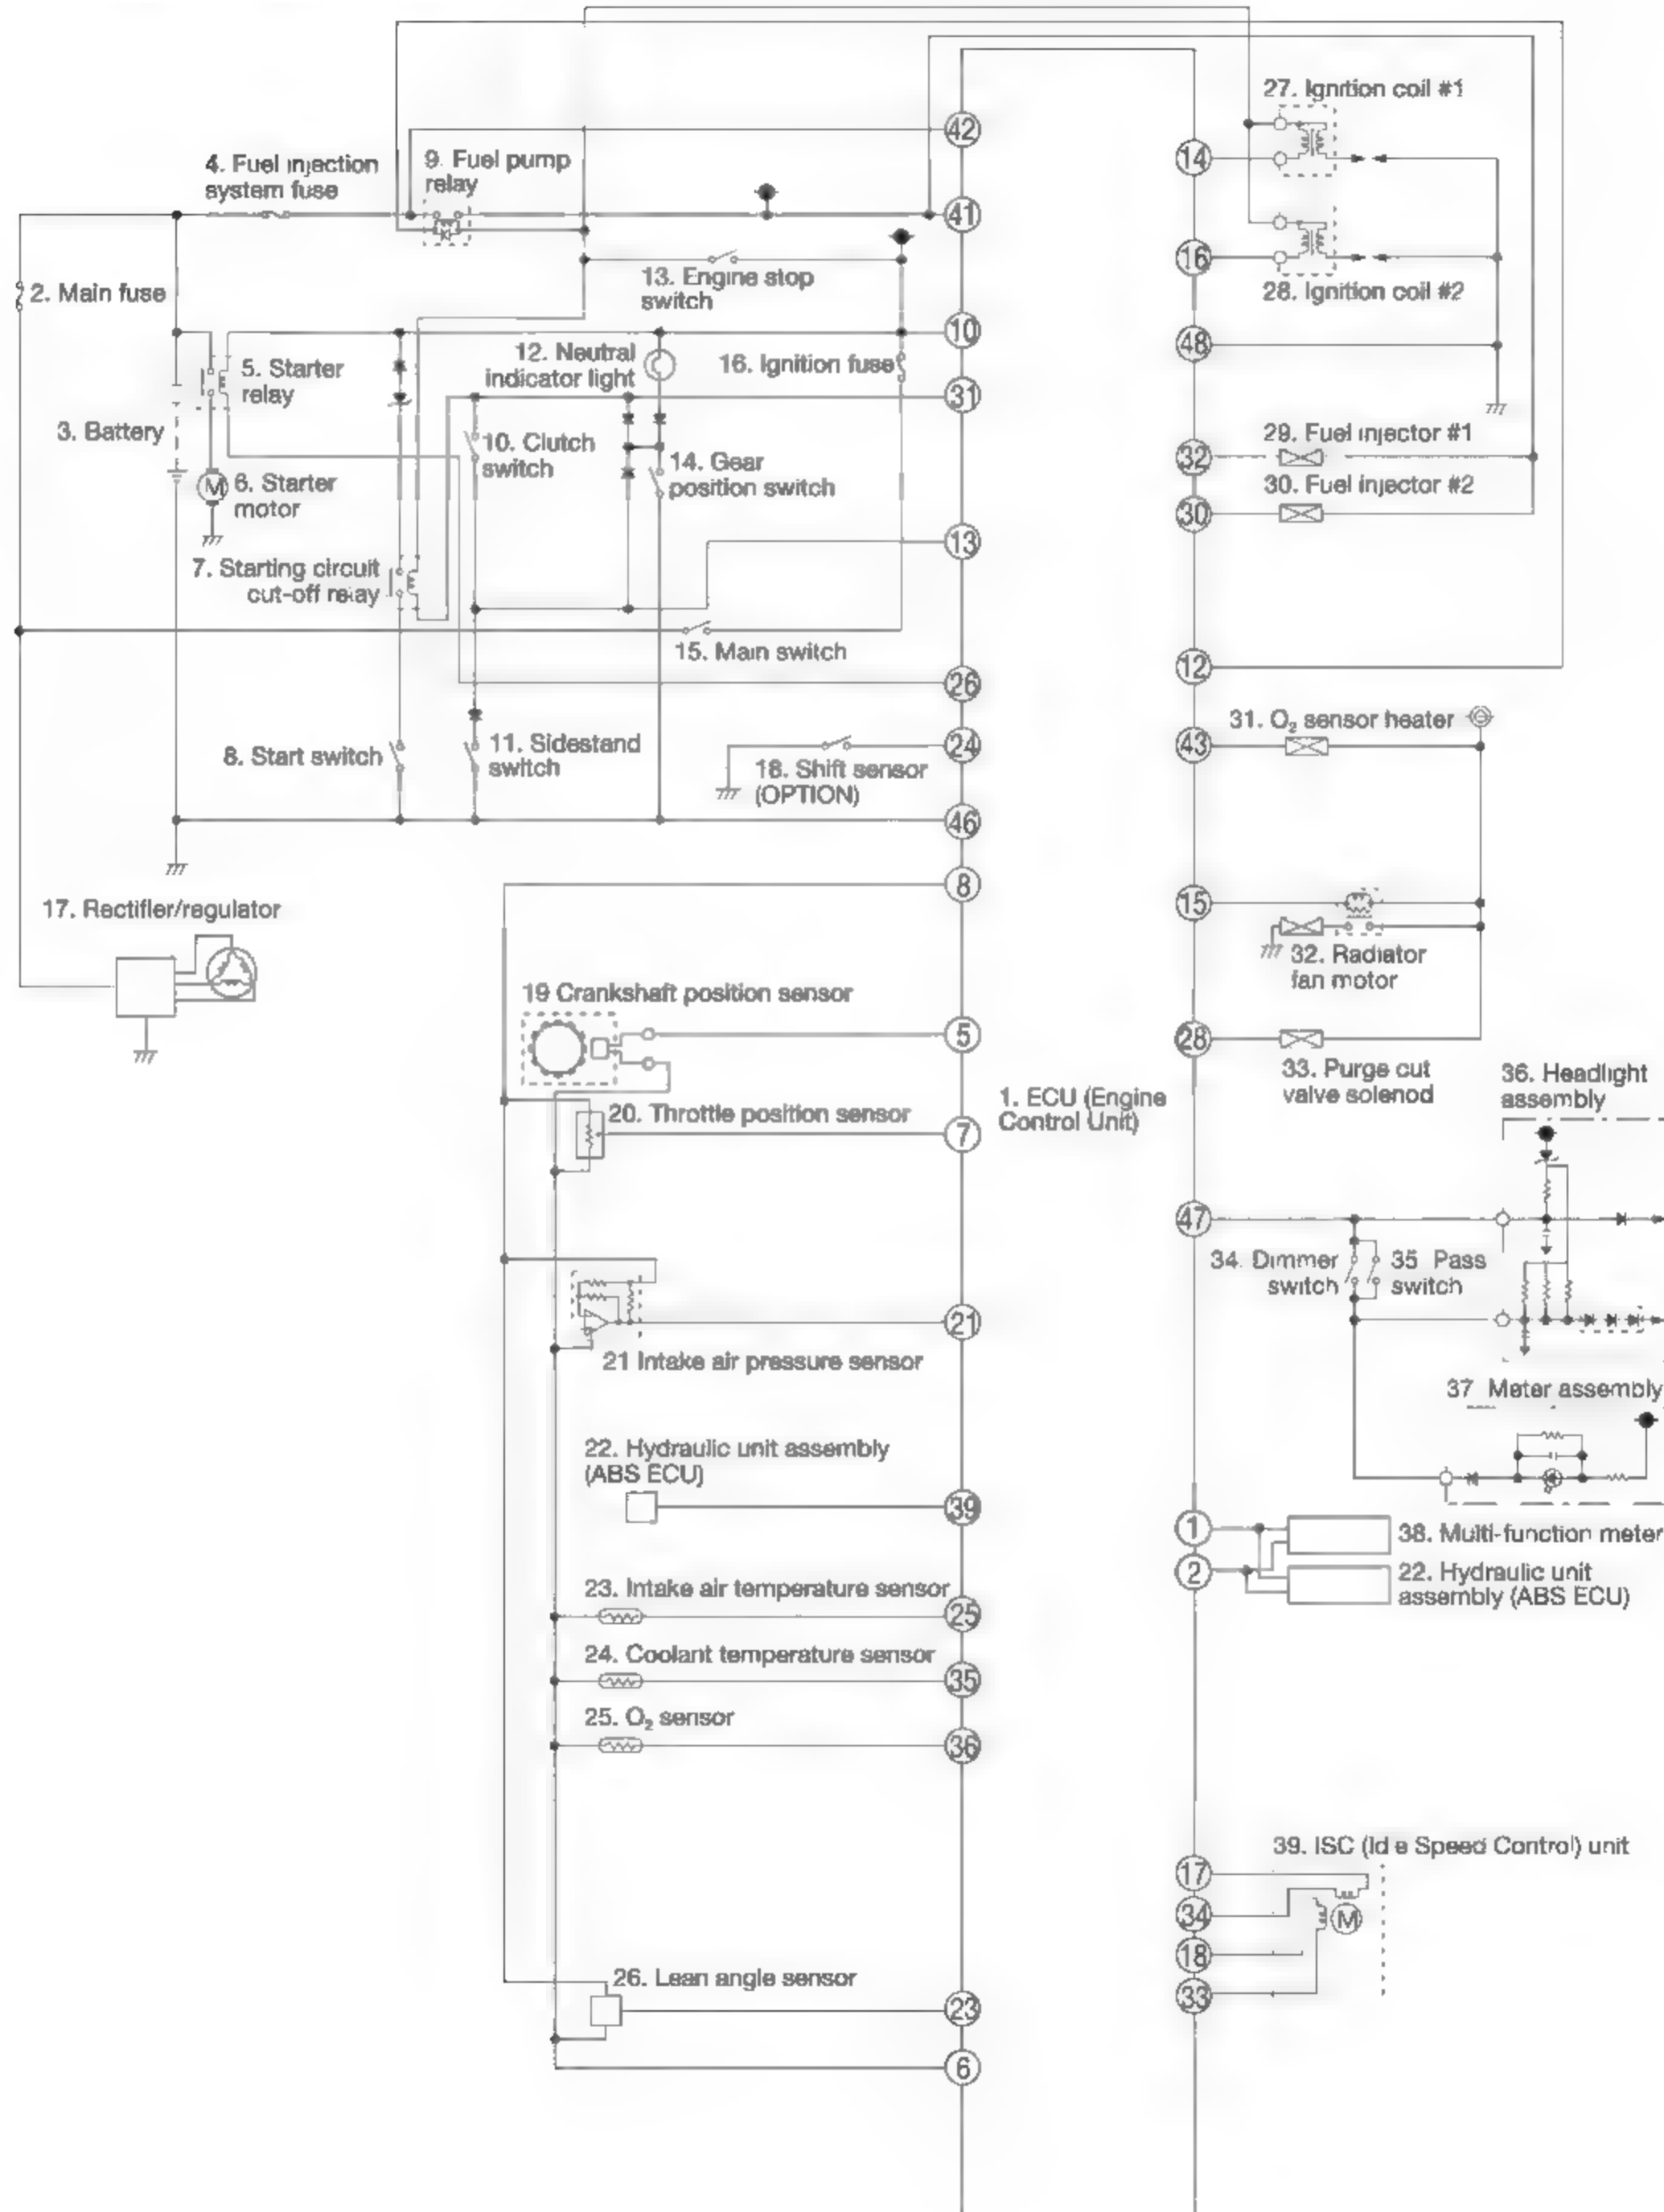 27. Ignition coil #1
42
4. Fuel injection
system fuse
9. Fuel pump
relay
14
41
13. Engine stop
switch
16
2. Main fuse
28. Ignition coil #2
10
48
5. Starter
relay
12. Neutral
indicator light
16. Ignition fuse
31
3. Battery
10. Clutch
switch
14. Gear
position switch
29. Fuel injector #1
32
M
6. Starter
motor
30. Fuel injector #2
30
13
7. Starting circuit
cut-off relay
15. Main switch
12
26
31. O₂ sensor heater
8. Start switch
11. Sidestand
switch
24
43
18. Shift sensor
(OPTION)
46
8
15
17. Rectifier/regulator
32. Radiator
fan motor
19 Crankshaft position sensor
5
28
33. Purge cut
valve solenod
36. Headlight
assembly
1. ECU (Engine
Control Unit)
20. Throttle position sensor
7
47
34. Dimmer
switch
35 Pass
switch
21
21 Intake air pressure sensor
37 Meter assembly
22. Hydraulic unit assembly
(ABS ECU)
39
1
38. Multi-function meter
2
22. Hydraulic unit
assembly (ABS ECU)
23. Intake air temperature sensor
25
24. Coolant temperature sensor
35
25. O₂ sensor
36
39. ISC (Id e Speed Control) unit
17
34
M
18
33
26. Lean angle sensor
23
6